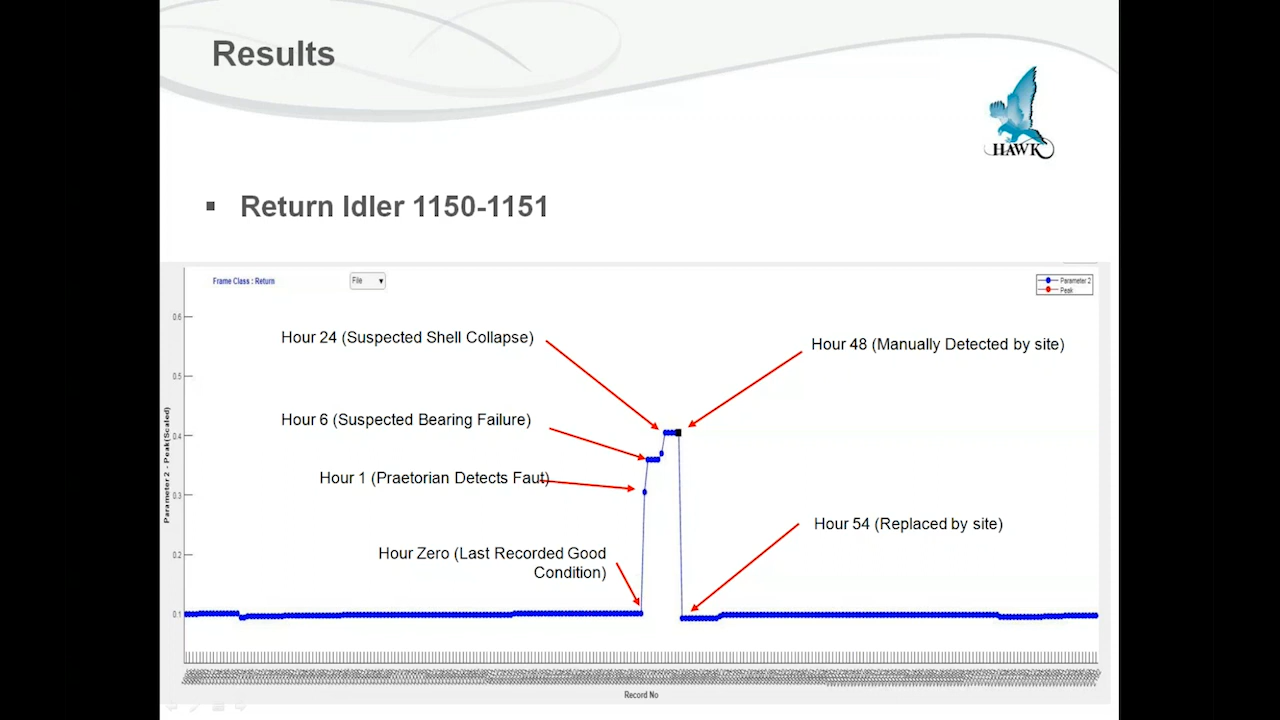 Results
HAWK
Return Idler 1150-1151
Frame Class : Return
File
Parameter 2
Peak
0.6
Hour 24 (Suspected Shell Collapse)
Hour 48 (Manually Detected by site)
0.5
Hour 6 (Suspected Bearing Failure)
0.4
Hour 1 (Praetorian Detects Faut)
0.3
Parameter 2 - Peak(Scaled)
Hour 54 (Replaced by site)
Hour Zero (Last Recorded Good
Condition)
0.2
0.1
Record No